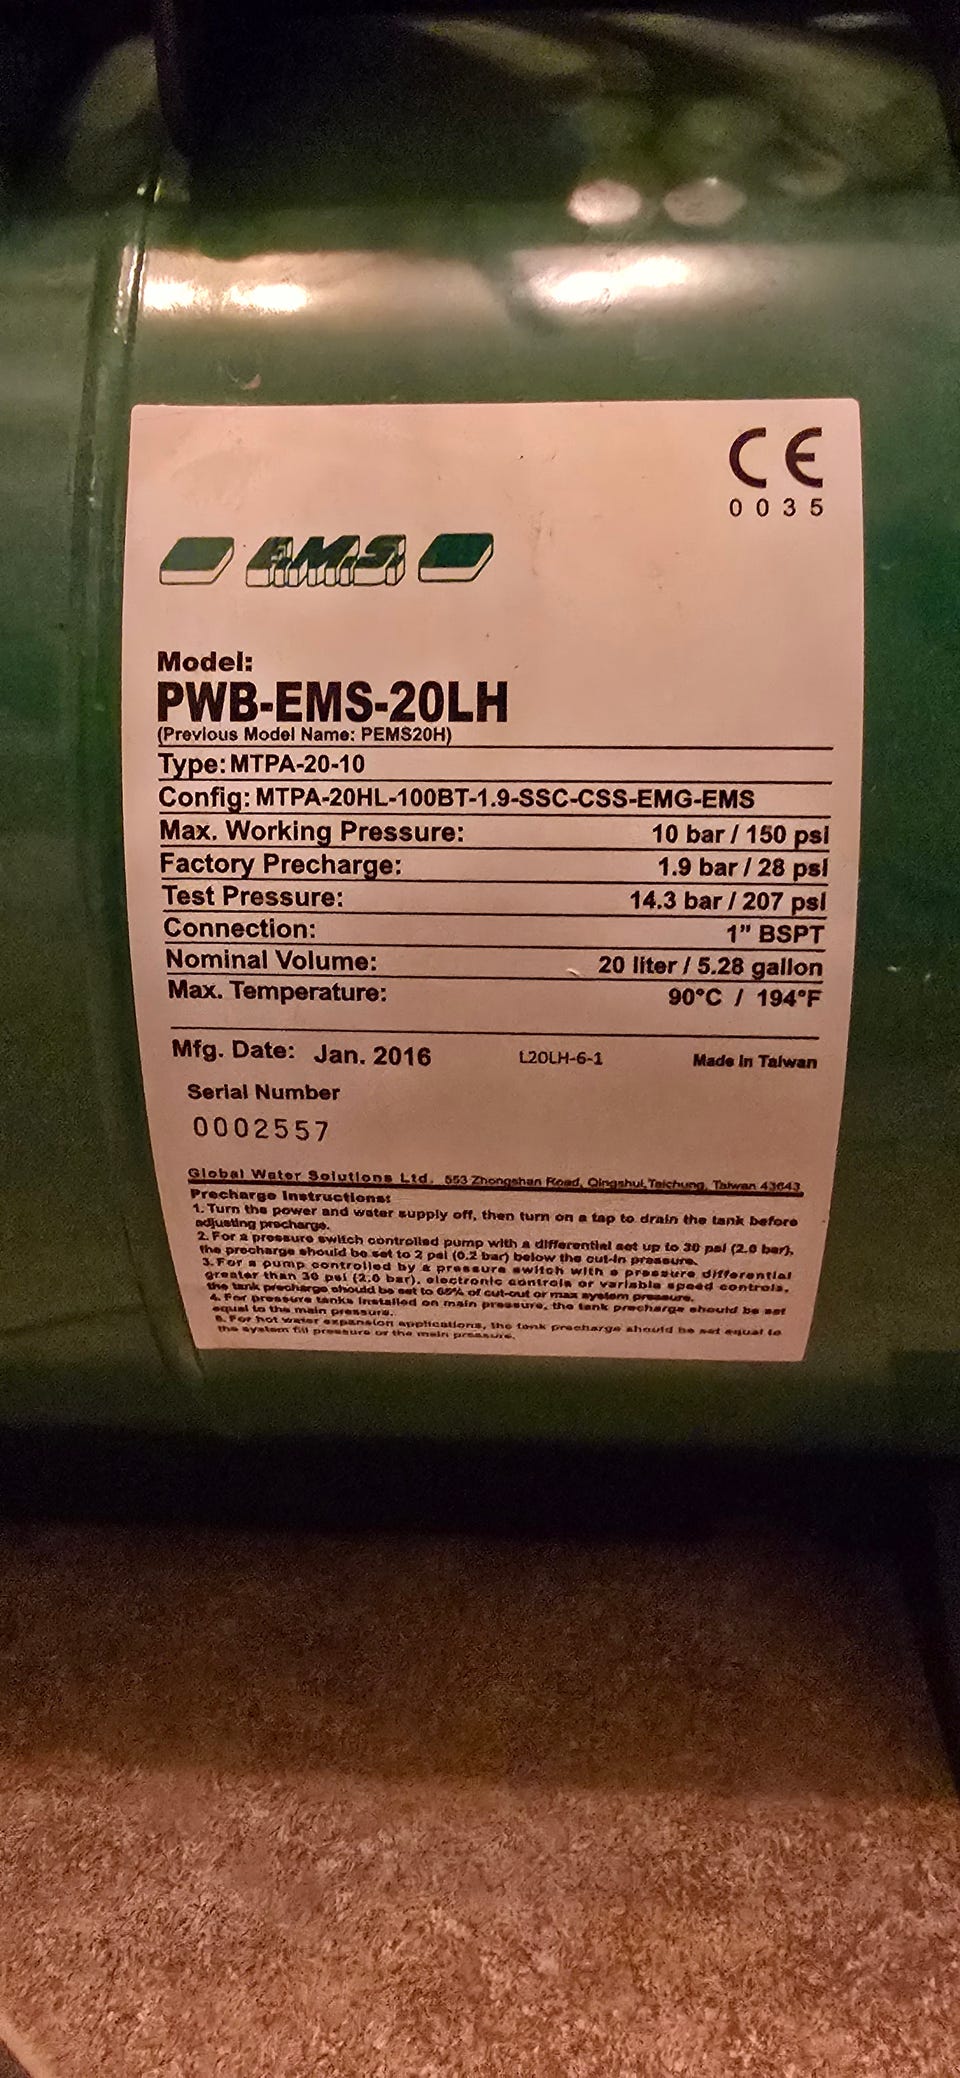 CE
0035
EMS
Model:
PWB-EMS-20LH
(Previous Model Name: PEMS20H)
Type: MTPA-20-10
Config: MTPA-20HL-100BT-1.9-SSC-CSS-EMG-EMS
Max. Working Pressure: 10 bar / 150 psi
Factory Precharge: 1.9 bar / 28 psi
Test Pressure: 14.3 bar / 207 psi
Connection: 1" BSPT
Nominal Volume: 20 liter / 5.28 gallon
Max. Temperature: 90°C / 194°F
Mfg. Date: Jan. 2016 L20LH-6-1 Made in Taiwan
Serial Number
0002557
Global Water Solutions Ltd. 553 Zhongshan Road, Qingshui, Taichung, Taiwan 43643
Precharge Instructions:
1. Turn the power and water supply off, then turn on a tap to drain the tank before
adjusting precharge.
2. For a pressure switch controlled pump with a differential set up to 30 psi (2.0 bar),
the precharge should be set to 2 psi (0.2 bar) below the cut-in pressure.
3. For a pump controlled by a pressure switch with a pressure differential
greater than 30 psi (2.0 bar), electronic controls or variable speed controls,
the tank precharge should be set to 65% of cut-out or max system pressure.
4. For pressure tanks installed on main pressure, the tank precharge should be set
equal to the main pressure.
For hot water expansion applications, the tank precharge should be set equal to
the system fill pressure or the main pressure.